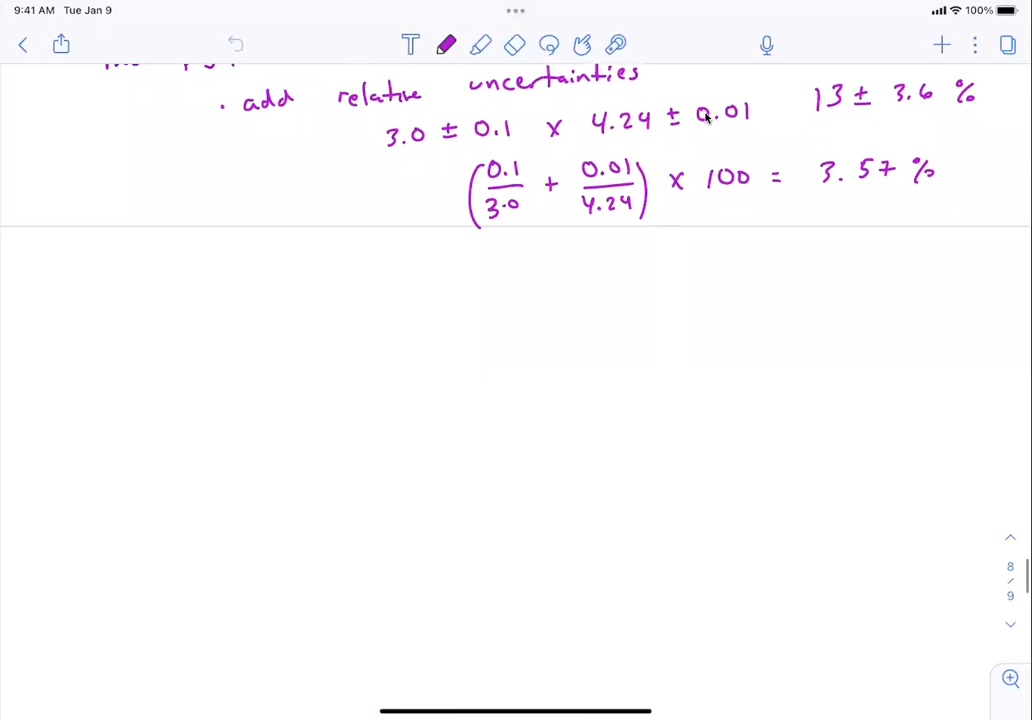 9:41 AM Tue Jan 9
100%
T
. add relative uncertainties
3.0 ± 0.1 x 4.24 ± 0.01 13 ± 3.6 %
(0.1/3.0 + 0.01/4.24) x 100 = 3.57 %
8
/
9